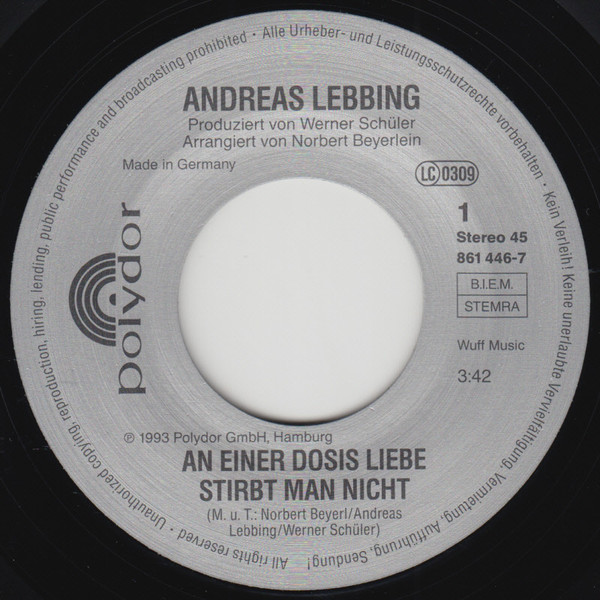 ANDREAS LEBBING
Produziert von Werner Schüler
Arrangiert von Norbert Beyerlein
Made in Germany
LC 0309
polydor
1
Stereo 45
861 446-7
B.I.E.M.
STEMRA
Wuff Music
3:42
℗ 1993 Polydor GmbH, Hamburg
AN EINER DOSIS LIEBE
STIRBT MAN NICHT
(M. u. T.: Norbert Beyerl/Andreas
Lebbing/Werner Schüler)
Alle Urheber- und Leistungsschutzrechte vorbehalten · Kein Verleih! Keine unerlaubte Vervielfältigung, Vermietung, Aufführung, Sendung! · All rights reserved · Unauthorized copying, reproduction, hiring, lending, public performance and broadcasting prohibited ·